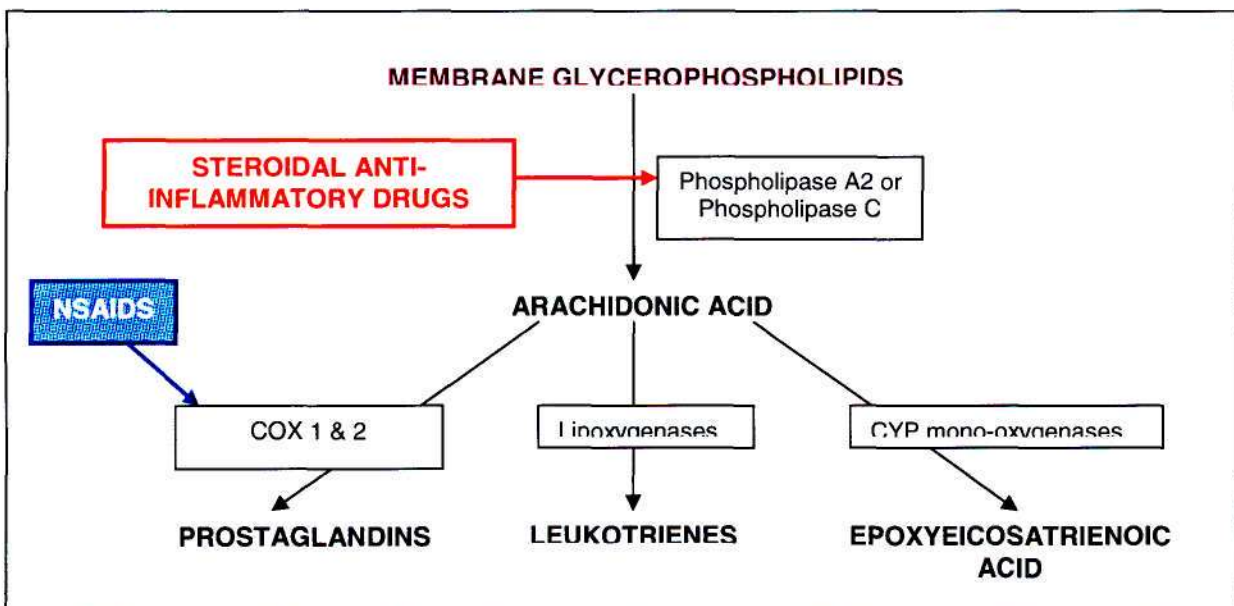 MEMBRANE GLYCEROPHOSPHOLIPIDS
STEROIDAL ANTI-
INFLAMMATORY DRUGS
Phospholipase A2 or
Phospholipase C
NSAIDS
ARACHIDONIC ACID
COX 1 & 2
Lipoxygenases
CYP mono-oxygenases
PROSTAGLANDINS
LEUKOTRIENES
EPOXYEICOSATRIENOIC
ACID